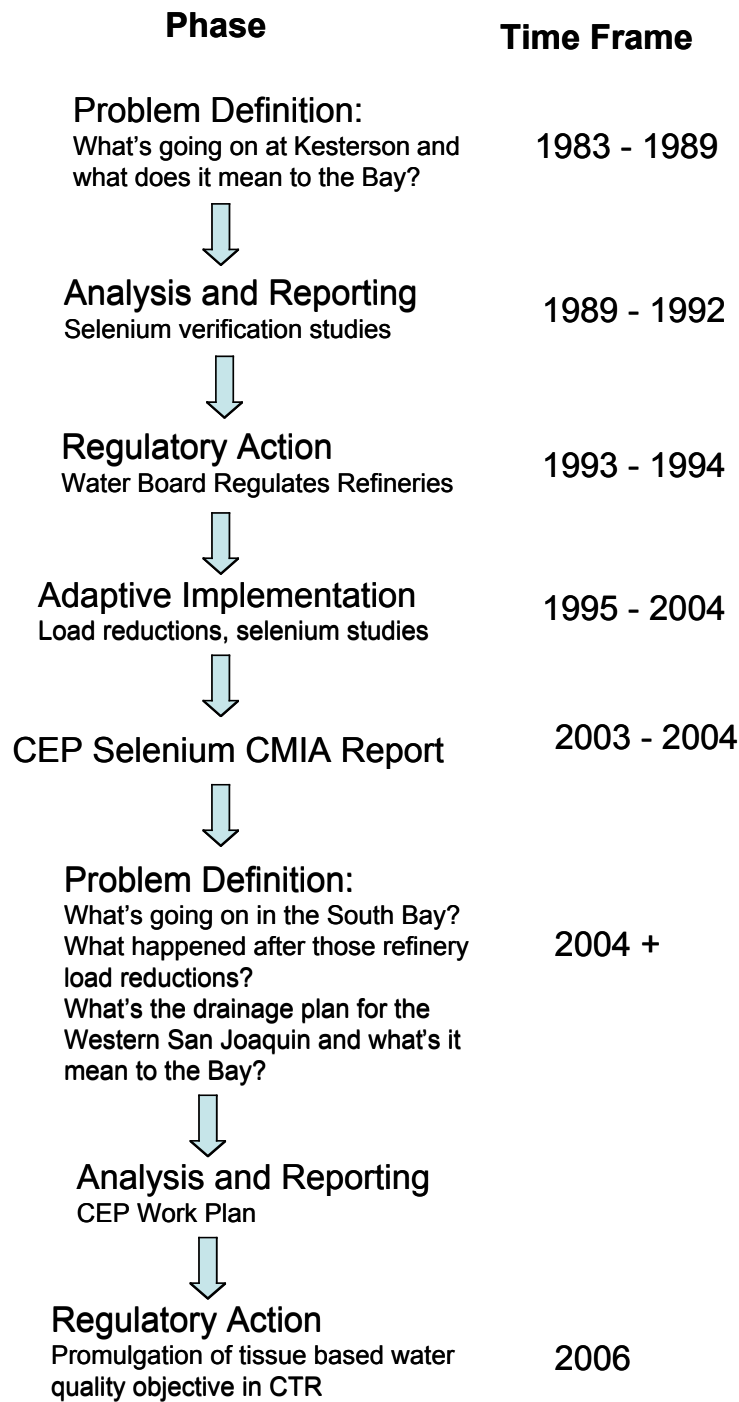 Phase
Time Frame
Problem Definition:
What's going on at Kesterson and
what does it mean to the Bay?
1983 - 1989
Analysis and Reporting
Selenium verification studies
1989 - 1992
Regulatory Action
Water Board Regulates Refineries
1993 - 1994
Adaptive Implementation
Load reductions, selenium studies
1995 - 2004
CEP Selenium CMIA Report
2003 - 2004
Problem Definition:
What's going on in the South Bay?
What happened after those refinery
load reductions?
What's the drainage plan for the
Western San Joaquin and what's it
mean to the Bay?
2004 +
Analysis and Reporting
CEP Work Plan
Regulatory Action
Promulgation of tissue based water
quality objective in CTR
2006